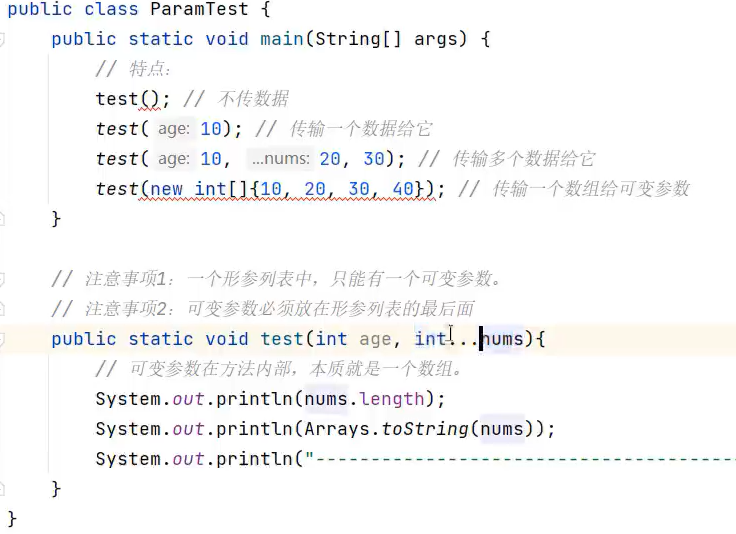 public class ParamTest {
    public static void main(String[] args) {
        // 特点：
        test(); // 不传数据
        test( age: 10); // 传输一个数据给它
        test( age: 10, ...nums: 20, 30); // 传输多个数据给它
        test(new int[]{10, 20, 30, 40}); // 传输一个数组给可变参数
    }
    // 注意事项1：一个形参列表中，只能有一个可变参数。
    // 注意事项2：可变参数必须放在形参列表的最后面
    public static void test(int age, int...nums){
        // 可变参数在方法内部，本质就是一个数组。
        System.out.println(nums.length);
        System.out.println(Arrays.toString(nums));
        System.out.println("---------------------------------------
    }
}